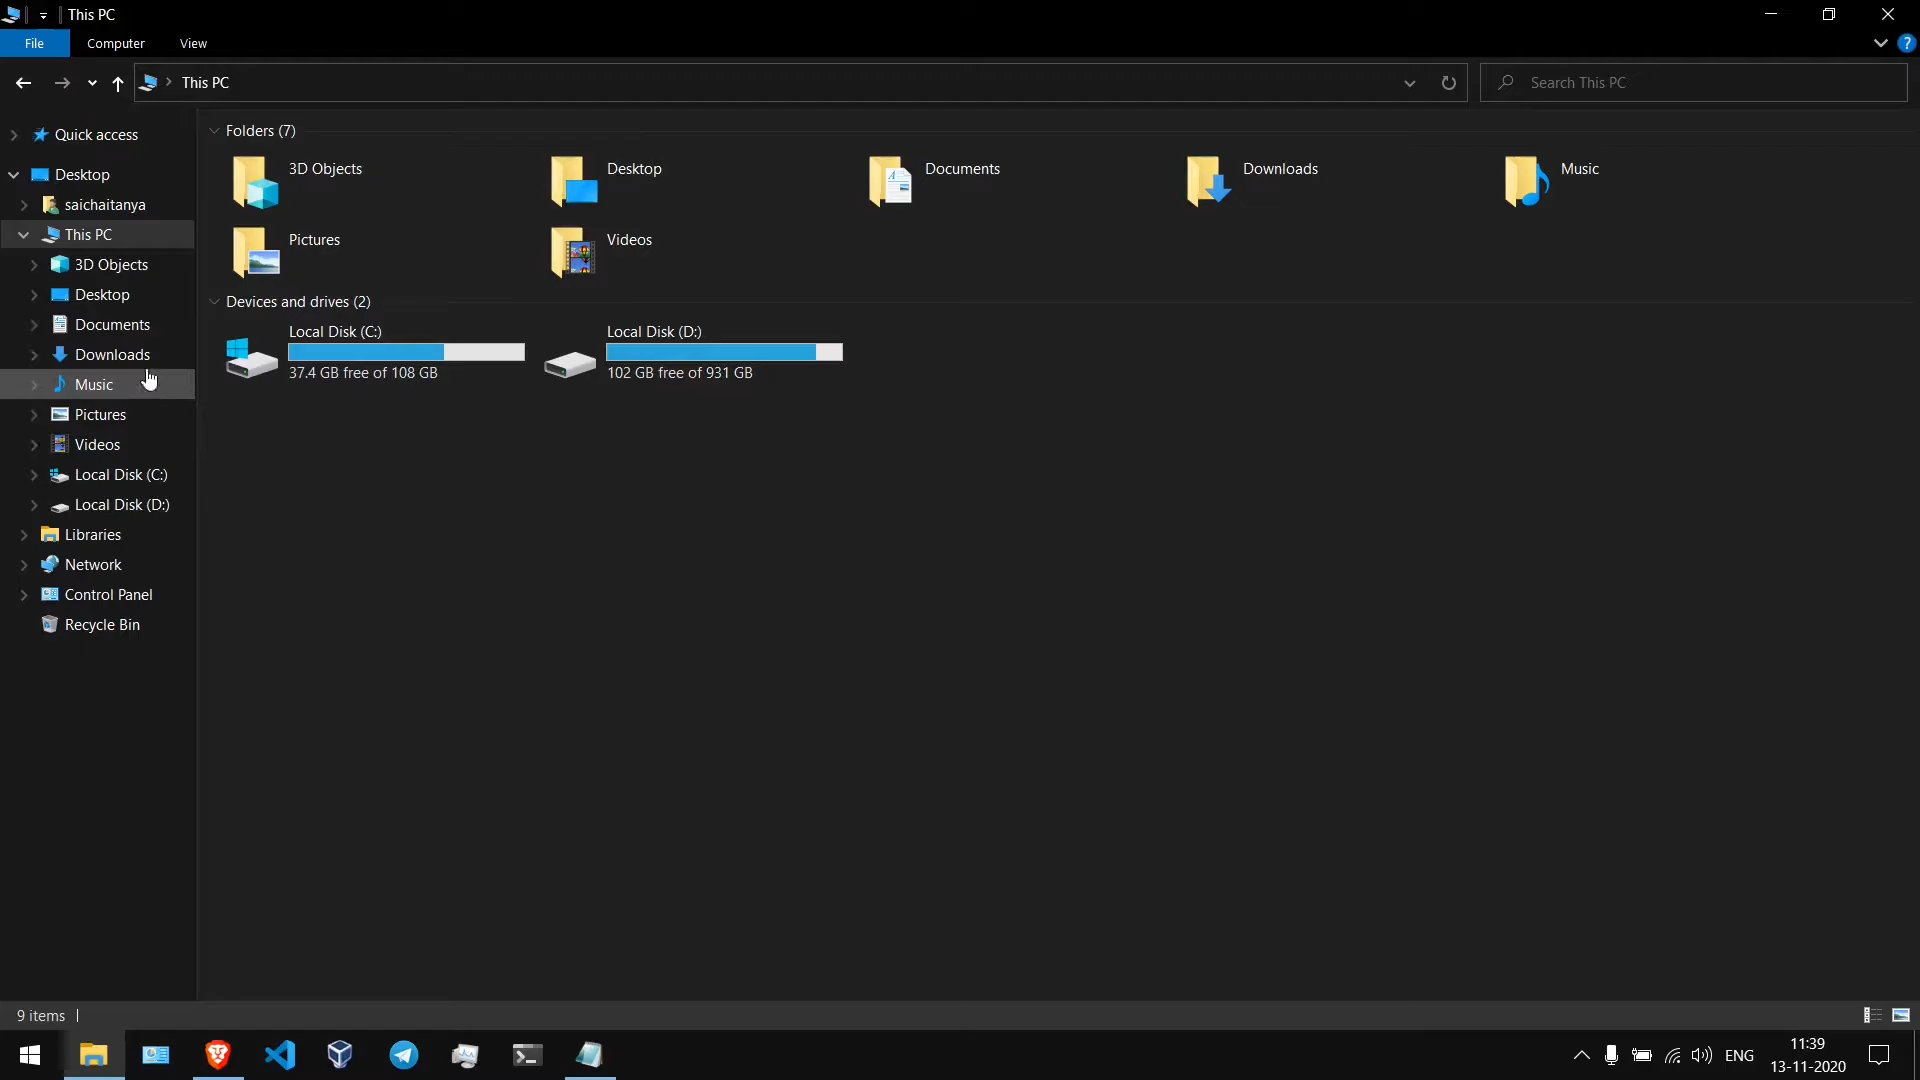 This PC
File Computer View
This PC
Search This PC
Quick access
Desktop
saichaitanya
This PC
3D Objects
Desktop
Documents
Downloads
Music
Pictures
Videos
Local Disk (C:)
Local Disk (D:)
Libraries
Network
Control Panel
Recycle Bin
Folders (7)
3D Objects
Desktop
Documents
Downloads
Music
Pictures
Videos
Devices and drives (2)
Local Disk (C:)
37.4 GB free of 108 GB
Local Disk (D:)
102 GB free of 931 GB
9 items
ENG
11:39
13-11-2020